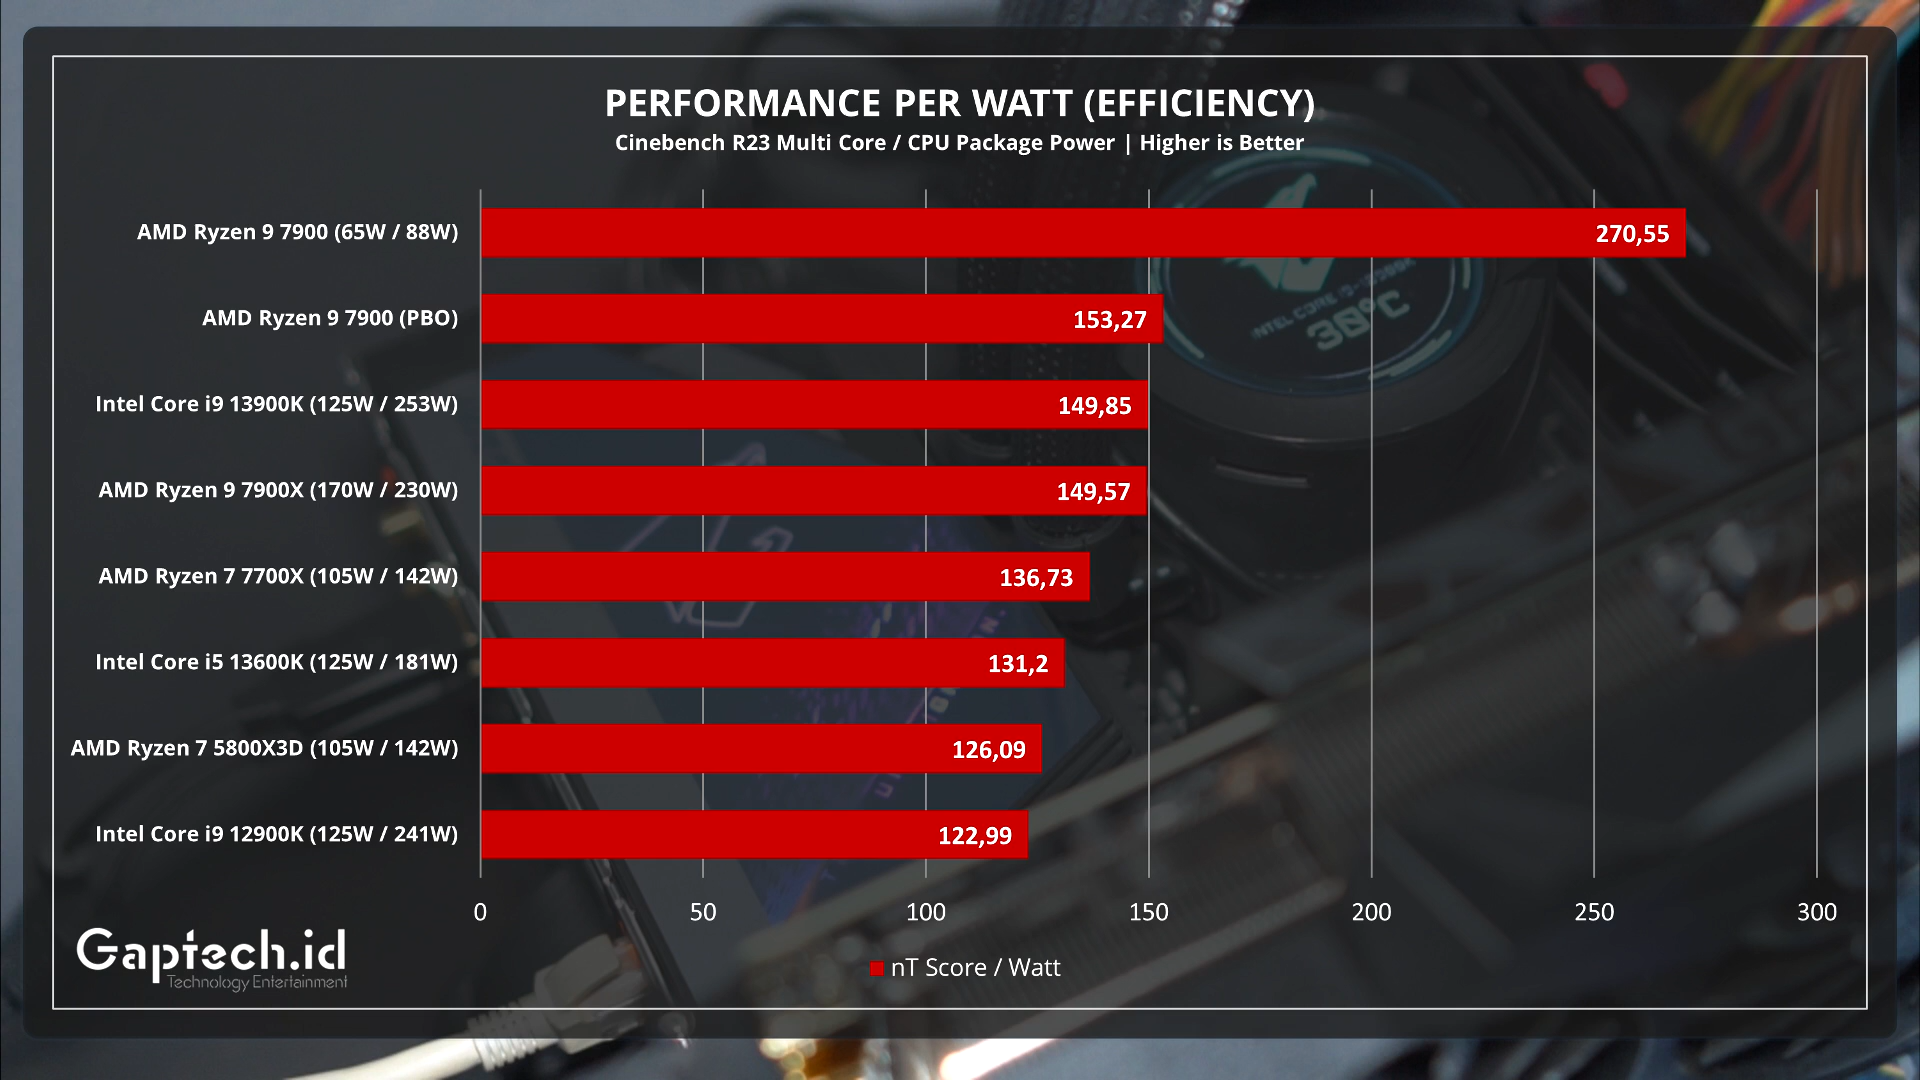 PERFORMANCE PER WATT (EFFICIENCY)
Cinebench R23 Multi Core / CPU Package Power | Higher is Better
AMD Ryzen 9 7900 (65W / 88W)
270,55
AMD Ryzen 9 7900 (PBO)
153,27
Intel Core i9 13900K (125W / 253W)
149,85
AMD Ryzen 9 7900X (170W / 230W)
149,57
AMD Ryzen 7 7700X (105W / 142W)
136,73
Intel Core i5 13600K (125W / 181W)
131,2
AMD Ryzen 7 5800X3D (105W / 142W)
126,09
Intel Core i9 12900K (125W / 241W)
122,99
0 50 100 150 200 250 300
nT Score / Watt
Gaptech.id
Technology Entertainment
30°C